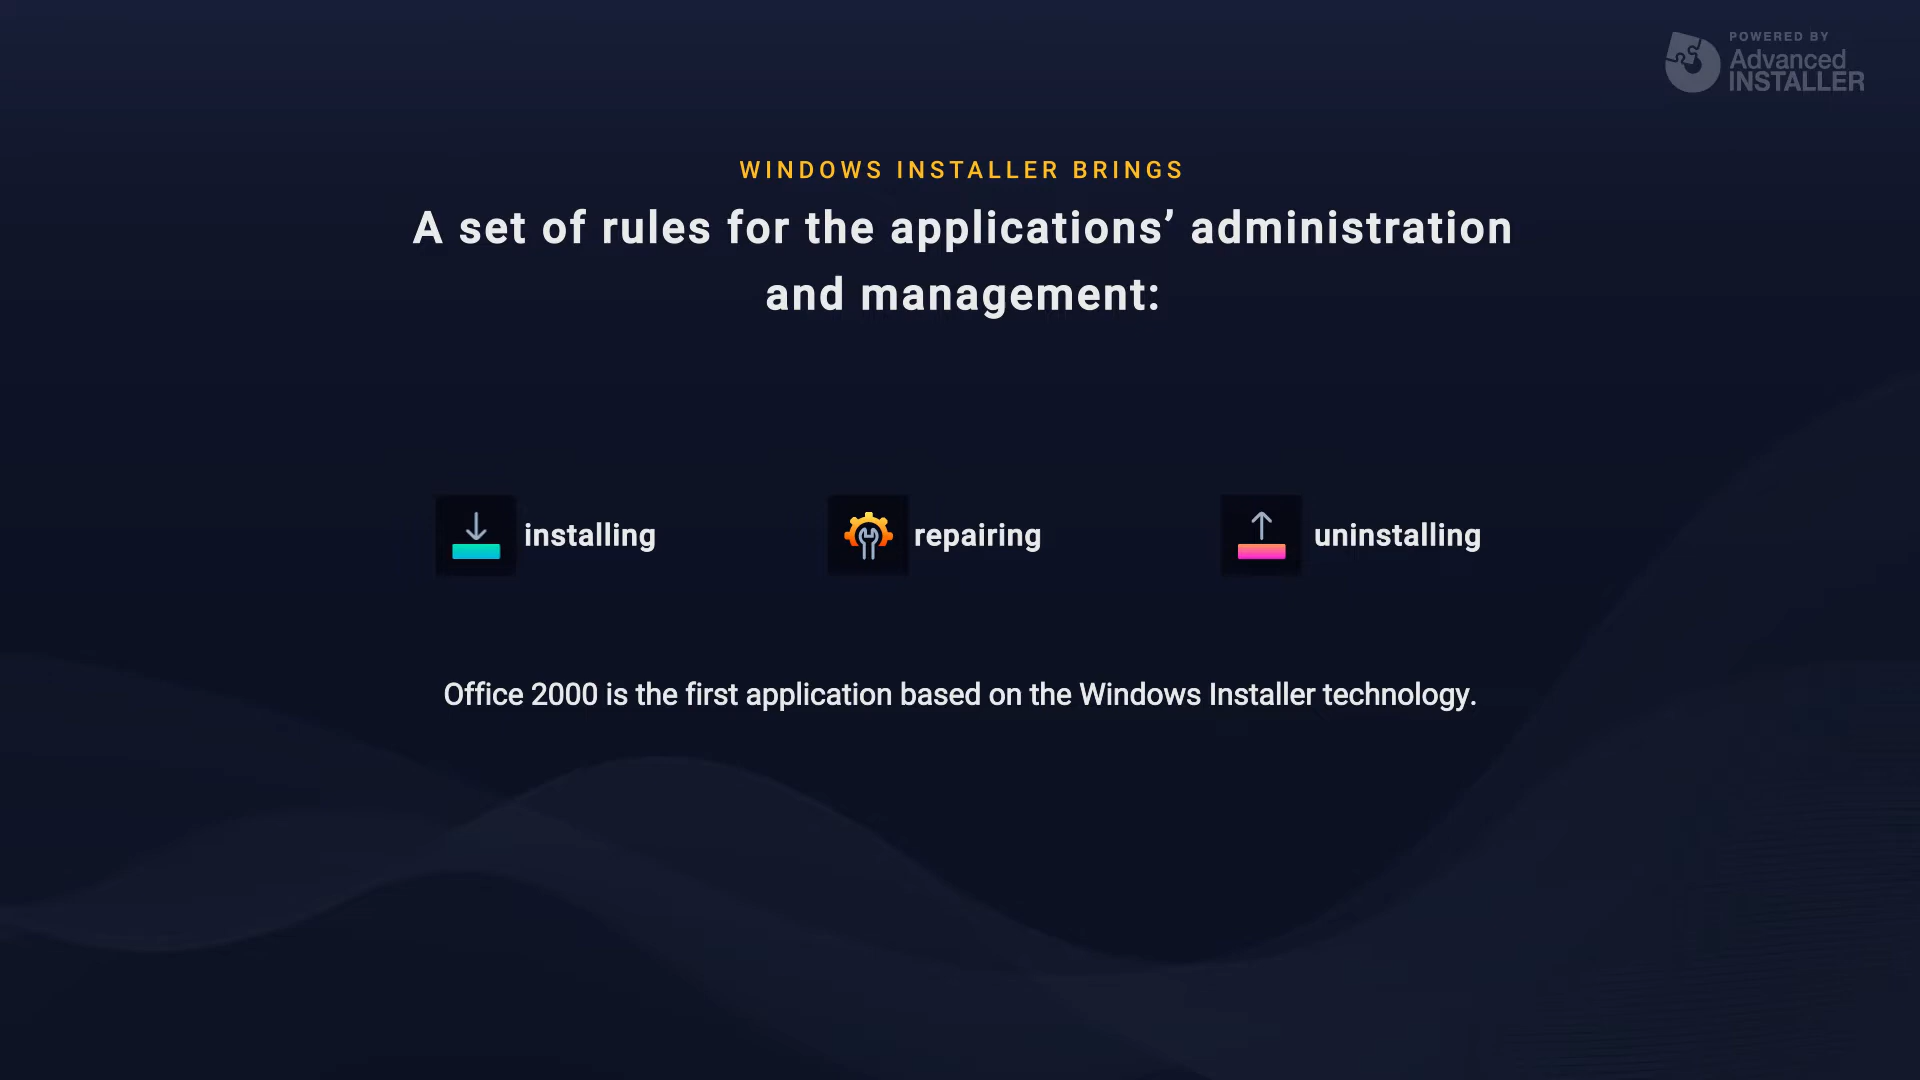 POWERED BY
Advanced
INSTALLER
WINDOWS INSTALLER BRINGS
A set of rules for the applications’ administration
and management:
installing
repairing
uninstalling
Office 2000 is the first application based on the Windows Installer technology.